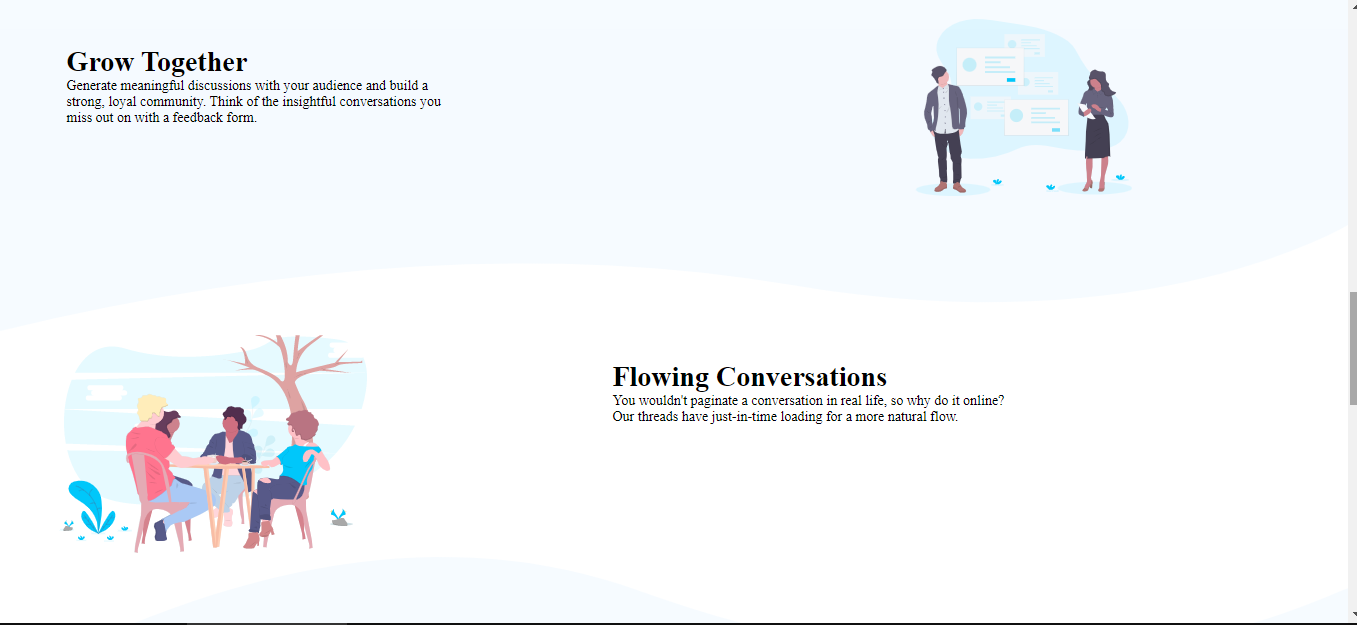 Grow Together
Generate meaningful discussions with your audience and build a
strong, loyal community. Think of the insightful conversations you
miss out on with a feedback form.
Flowing Conversations
You wouldn't paginate a conversation in real life, so why do it online?
Our threads have just-in-time loading for a more natural flow.